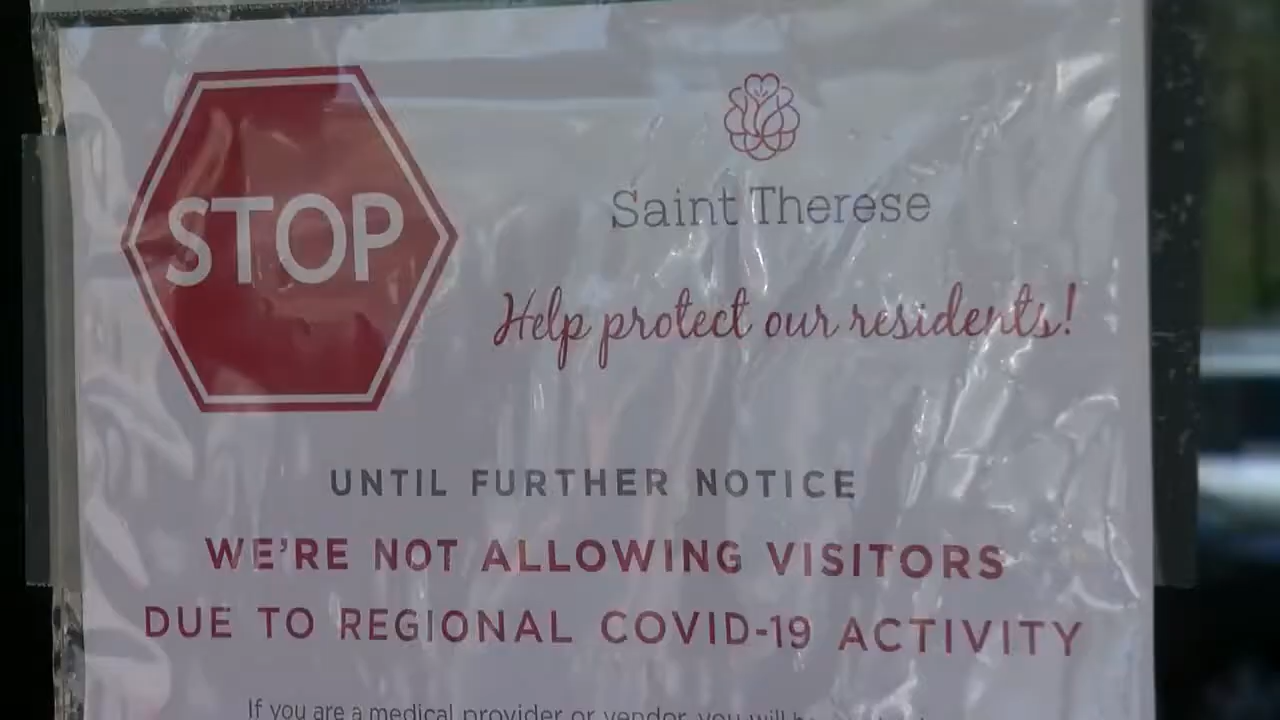 STOP
Saint Therese
Help protect our residents!
UNTIL FURTHER NOTICE
WE'RE NOT ALLOWING VISITORS
DUE TO REGIONAL COVID-19 ACTIVITY
If you are a medical provider or vendor, you will